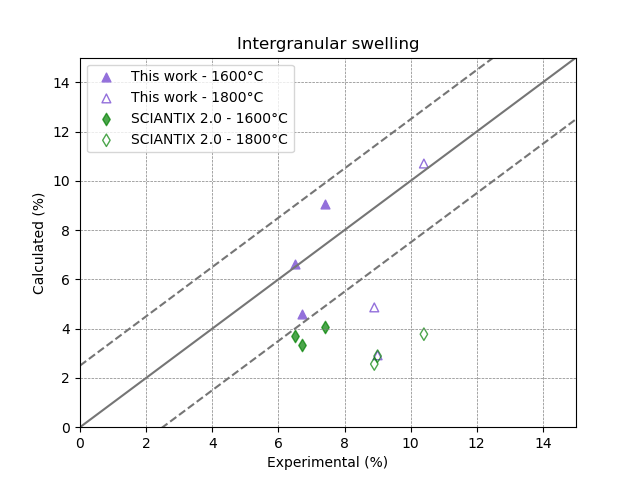 Intergranular swelling
This work - 1600°C
This work - 1800°C
SCIANTIX 2.0 - 1600°C
SCIANTIX 2.0 - 1800°C
Calculated (%)
14
12
10
8
6
4
2
0
0 2 4 6 8 10 12 14
Experimental (%)